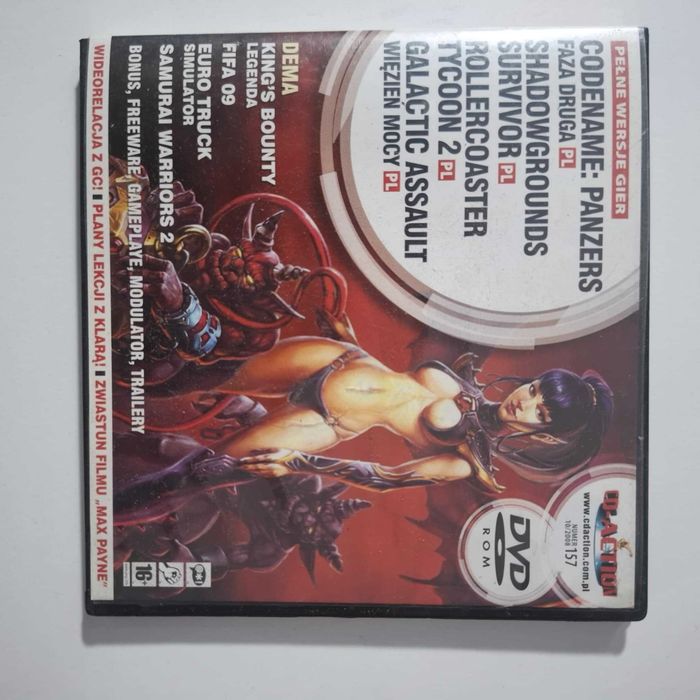 PEŁNE WERSJE GIER
CODENAME: PANZERS
FAZA DRUGA PL
SHADOWGROUNDS
SURVIVOR PL
ROLLERCOASTER
TYCOON 2 PL
GALACTIC ASSAULT
WIĘZIEŃ MOCY PL
DEMA
KING'S BOUNTY
LEGENDA
FIFA 09
EURO TRUCK
SIMULATOR
SAMURAI WARRIORS 2
BONUS, FREEWARE, GAMEPLAYE, MODULATOR, TRAILERY
WIDEORELACJA Z GC! PLANY LEKCJI Z KLARĄ! ZWIASTUN FILMU „MAX PAYNE"
CD-ACTION
www.cdaction.com.pl
NUMER 157
10/2008
DVD
ROM
16+